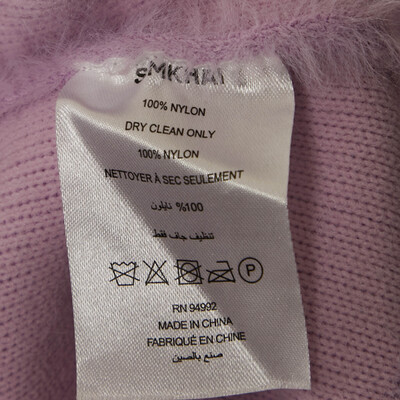 SIMKHAI
100% NYLON
DRY CLEAN ONLY
100% NYLON
NETTOYER À SEC SEULEMENT
%100 نايلون
تنظيف جاف فقط
P
RN 94992
MADE IN CHINA
FABRIQUÉ EN CHINE
صنع بالصين